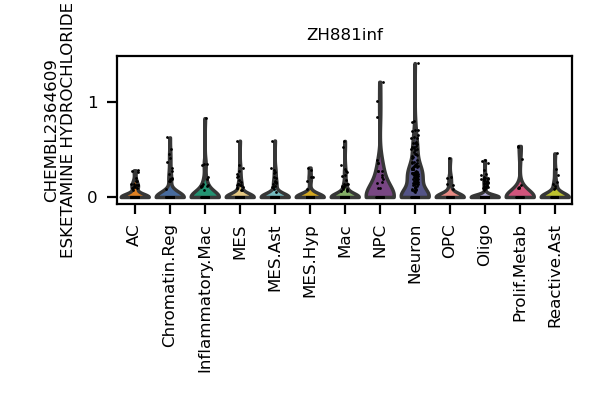 ZH881inf
CHEMBL2364609
ESKETAMINE HYDROCHLORIDE
1
0
AC
Chromatin.Reg
Inflammatory.Mac
MES
MES.Ast
MES.Hyp
Mac
NPC
Neuron
OPC
Oligo
Prolif.Metab
Reactive.Ast